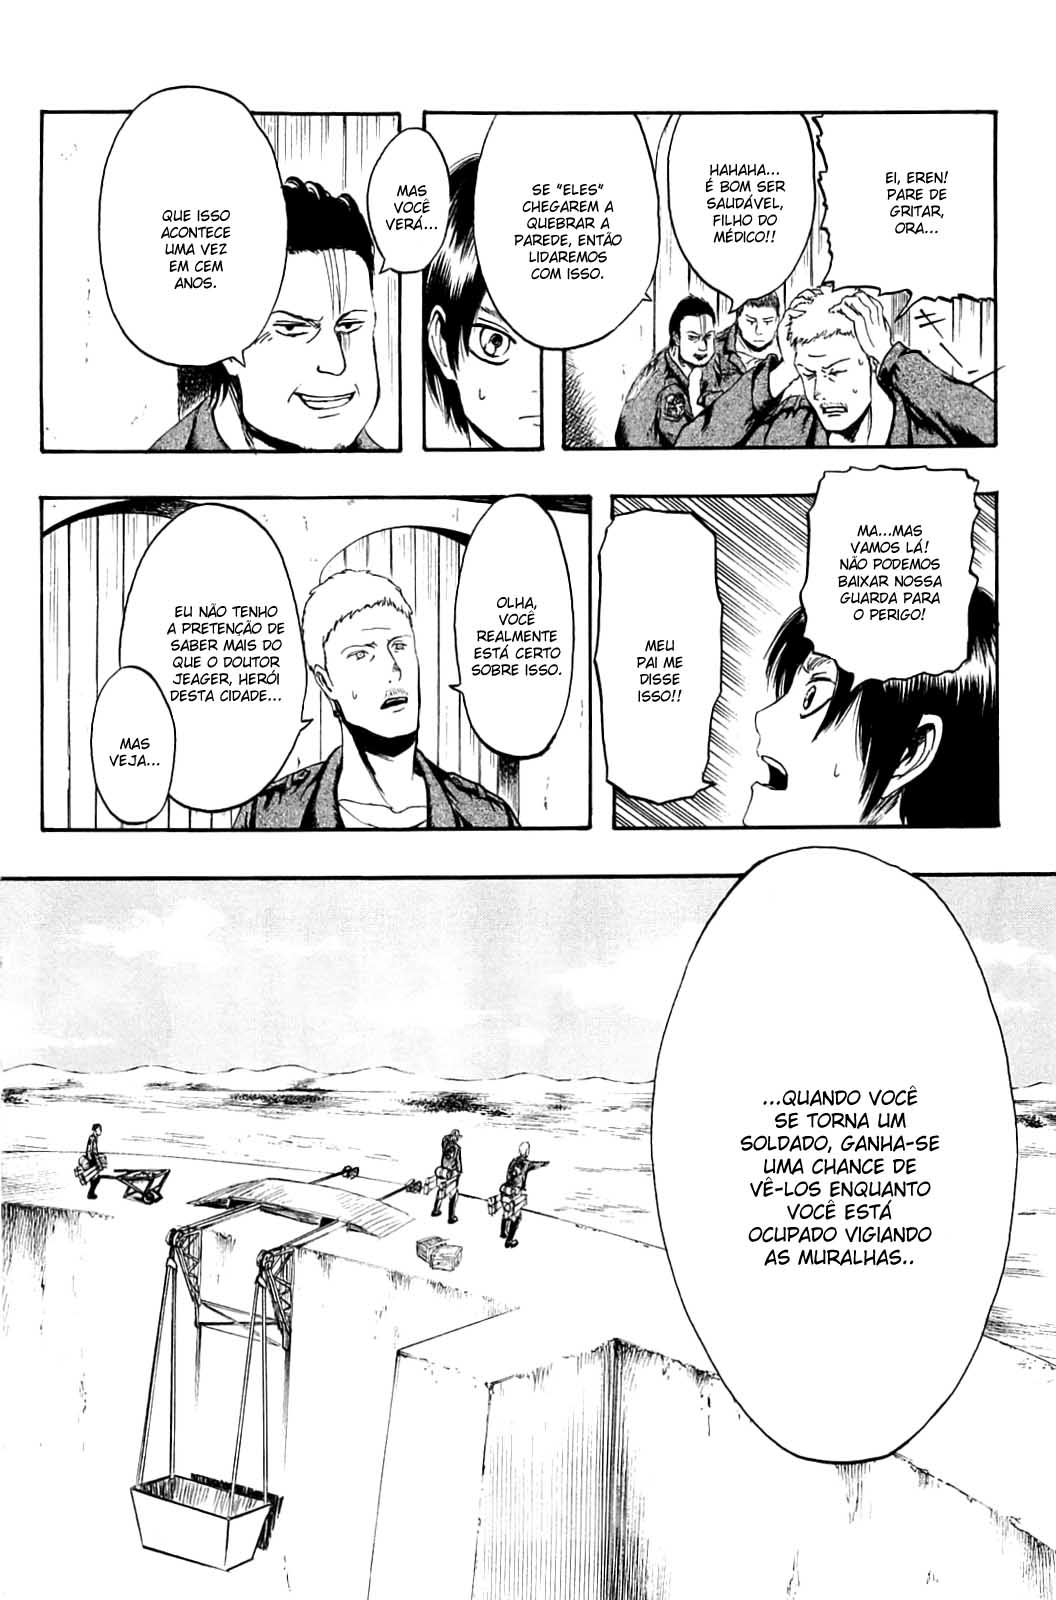 EI, EREN!
PARE DE
GRITAR,
ORA...
HAHAHA...
É BOM SER
SAUDÁVEL,
FILHO DO
MÉDICO!!
SE "ELES"
CHEGAREM A
QUEBRAR A
PAREDE, ENTÃO
LIDAREMOS
COM ISSO.
MAS
VOCÊ
VERÁ...
QUE ISSO
ACONTECE
UMA VEZ
EM CEM
ANOS.
MA...MAS
VAMOS LÁ!
NÃO PODEMOS
BAIXAR NOSSA
GUARDA PARA
O PERIGO!
MEU
PAI ME
DISSE
ISSO!!
OLHA,
VOCÊ
REALMENTE
ESTÁ CERTO
SOBRE ISSO.
EU NÃO TENHO
A PRETENÇÃO DE
SABER MAIS DO
QUE O DOUTOR
JEAGER, HERÓI
DESTA CIDADE...
MAS
VEJA...
...QUANDO VOCÊ
SE TORNA UM
SOLDADO, GANHA-SE
UMA CHANCE DE
VÊ-LOS ENQUANTO
VOCÊ ESTÁ
OCUPADO VIGIANDO
AS MURALHAS..